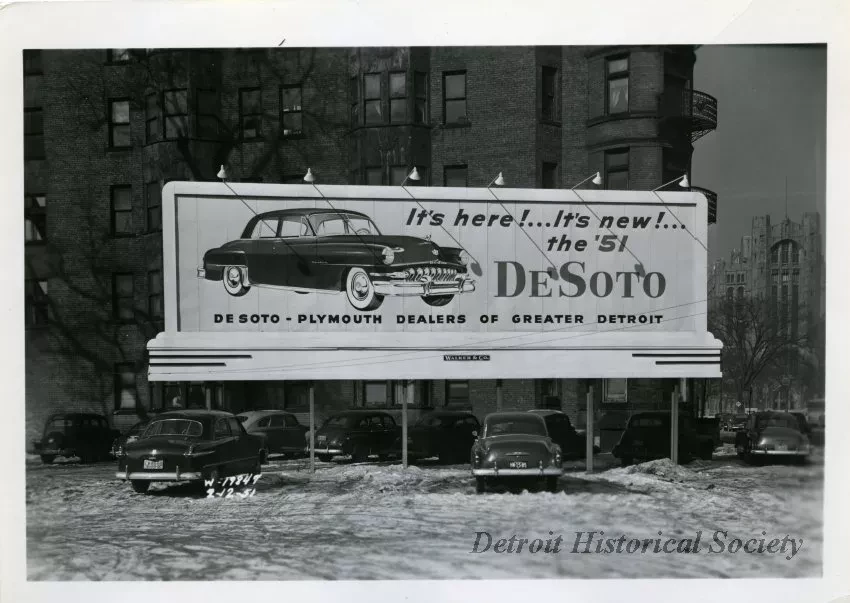 It's here!...It's new!...
the '51
DeSoto
DE SOTO - PLYMOUTH DEALERS OF GREATER DETROIT
WALKER & CO.
W-17847
2-12-51
Detroit Historical Society